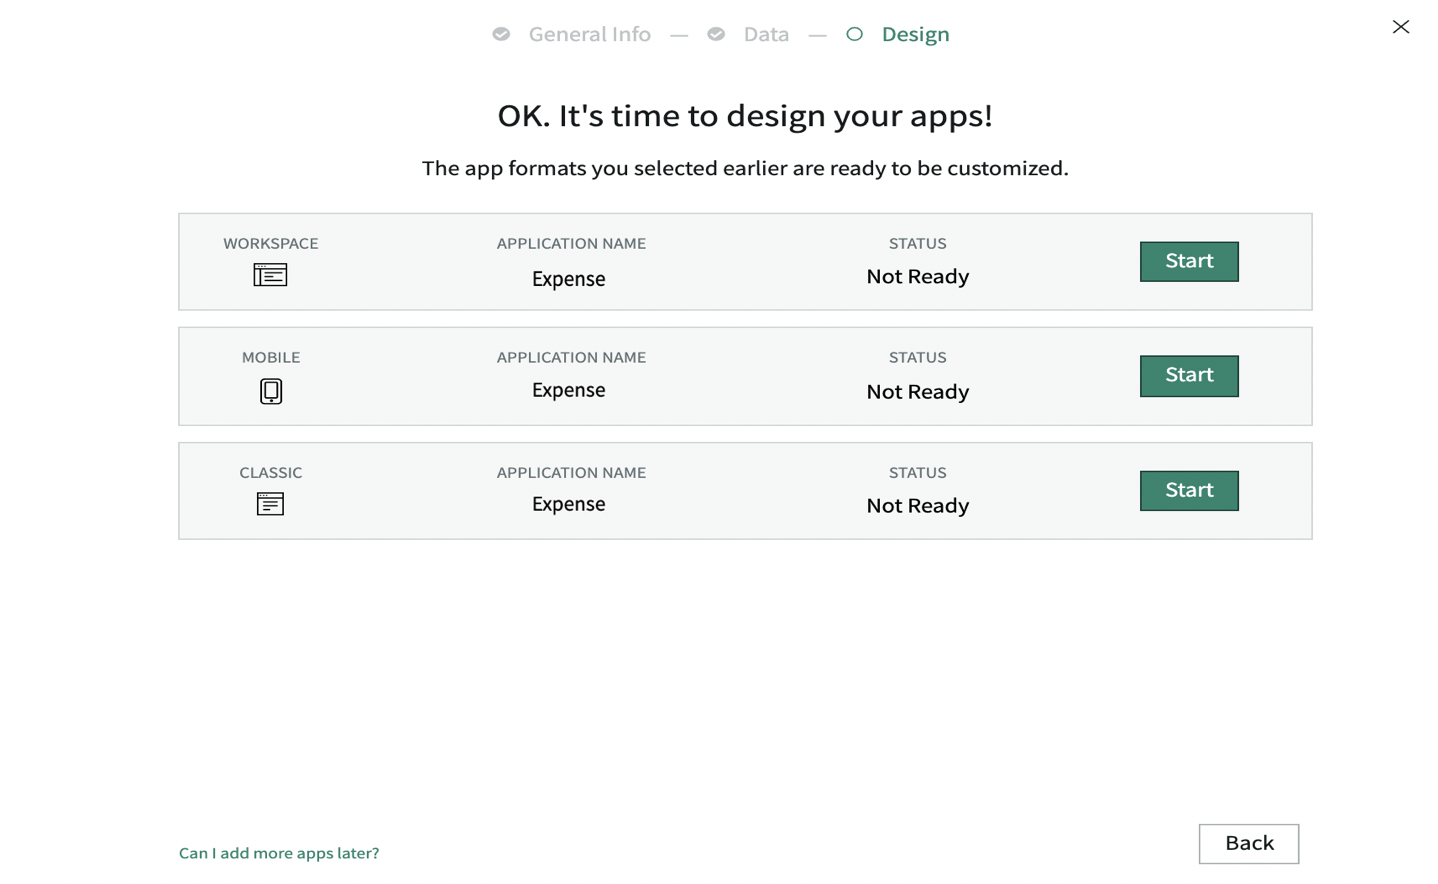 General Info — Data — Design
OK. It's time to design your apps!
The app formats you selected earlier are ready to be customized.
WORKSPACE APPLICATION NAME STATUS
Expense Not Ready Start
MOBILE APPLICATION NAME STATUS
Expense Not Ready Start
CLASSIC APPLICATION NAME STATUS
Expense Not Ready Start
Can I add more apps later? Back